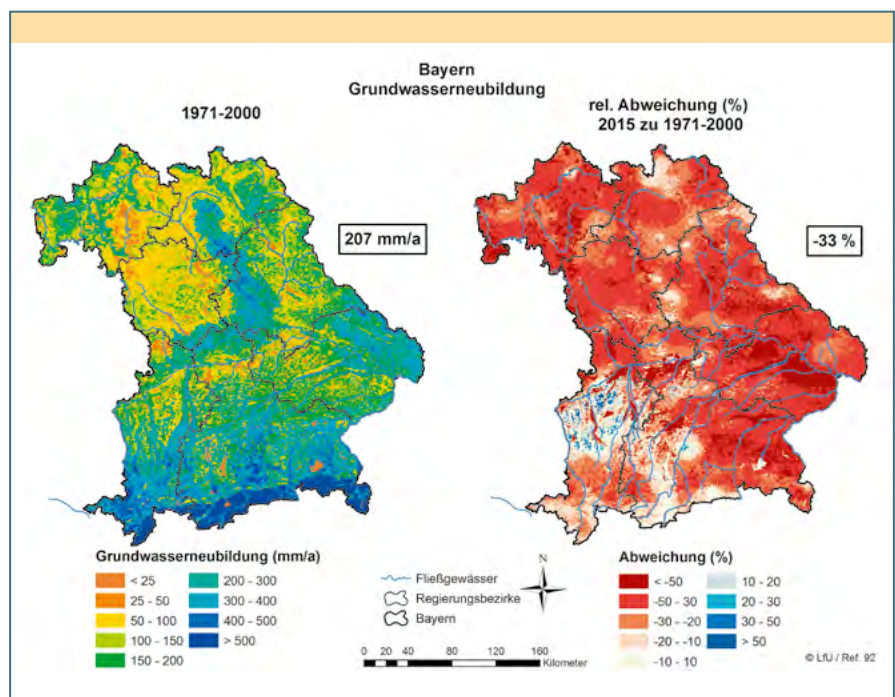 Bayern
Grundwasserneubildung
1971-2000
rel. Abweichung (%)
2015 zu 1971-2000
207 mm/a
-33 %
Grundwasserneubildung (mm/a)
< 25
25 - 50
50 - 100
100 - 150
150 - 200
200 - 300
300 - 400
400 - 500
> 500
Fließgewässer
Regierungsbezirke
Bayern
N
0 10 20 40 80 120 160
Kilometer
Abweichung (%)
< -50
-50 - 30
-30 - -20
-20 - -10
-10 - 10
10 - 20
20 - 30
30 - 50
> 50
© LfU / Ref. 92